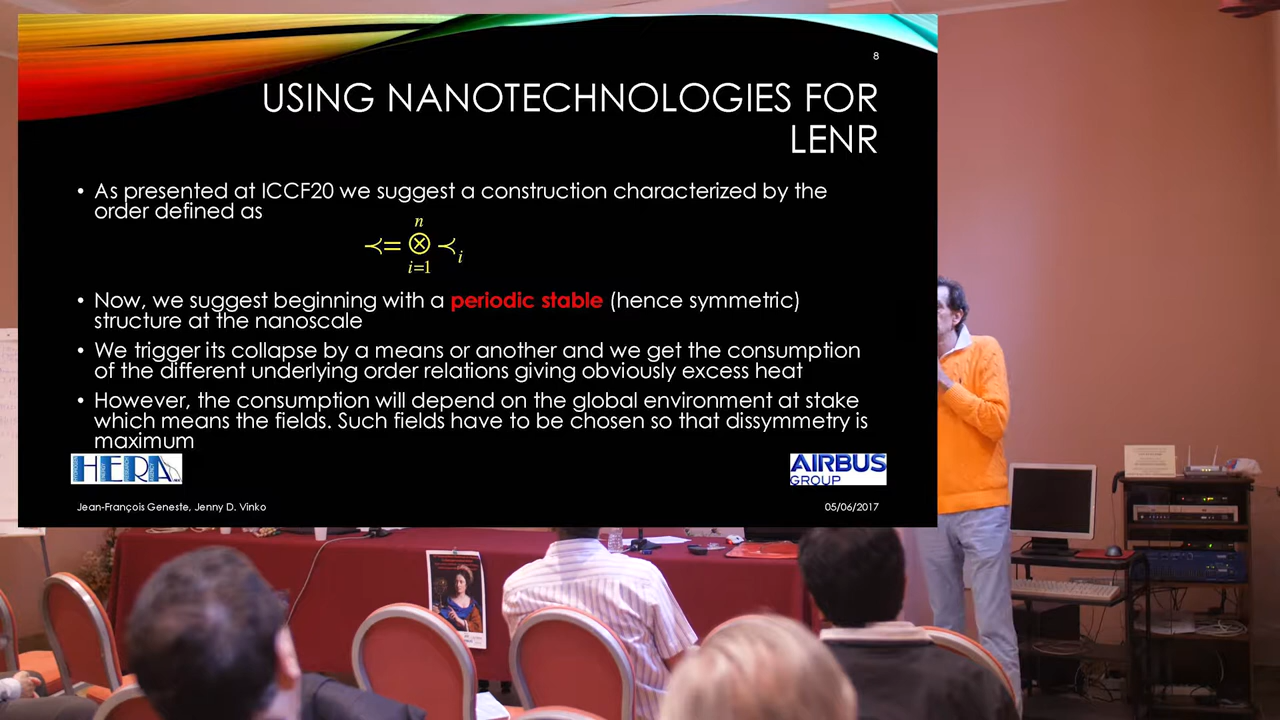 8
USING NANOTECHNOLOGIES FOR
LENR
• As presented at ICCF20 we suggest a construction characterized by the
order defined as
n
≺= ⊗ ≺i
i=1
• Now, we suggest beginning with a periodic stable (hence symmetric)
structure at the nanoscale
• We trigger its collapse by a means or another and we get the consumption
of the different underlying order relations giving obviously excess heat
• However, the consumption will depend on the global environment at stake
which means the fields. Such fields have to be chosen so that dissymmetry is
maximum
HERA
AIRBUS
GROUP
Jean-François Geneste, Jenny D. Vinko
05/06/2017